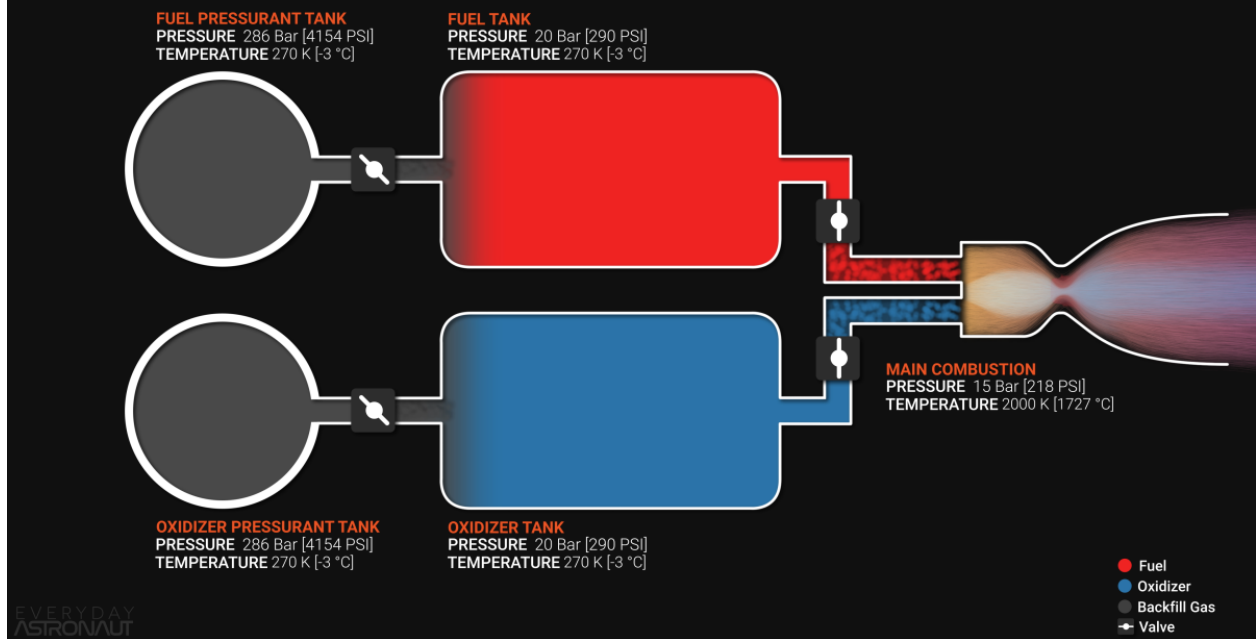 FUEL PRESSURANT TANK
PRESSURE 286 Bar [4154 PSI]
TEMPERATURE 270 K [-3 °C]
FUEL TANK
PRESSURE 20 Bar [290 PSI]
TEMPERATURE 270 K [-3 °C]
MAIN COMBUSTION
PRESSURE 15 Bar [218 PSI]
TEMPERATURE 2000 K [1727 °C]
OXIDIZER PRESSURANT TANK
PRESSURE 286 Bar [4154 PSI]
TEMPERATURE 270 K [-3 °C]
OXIDIZER TANK
PRESSURE 20 Bar [290 PSI]
TEMPERATURE 270 K [-3 °C]
Fuel
Oxidizer
Backfill Gas
Valve
EVERYDAY
ASTRONAUT